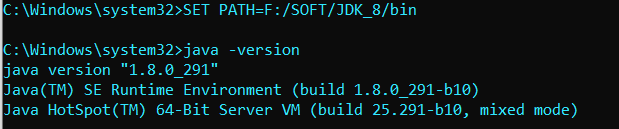 C:\Windows\system32>SET PATH=F:/SOFT/JDK_8/bin
C:\Windows\system32>java -version
java version "1.8.0_291"
Java(TM) SE Runtime Environment (build 1.8.0_291-b10)
Java HotSpot(TM) 64-Bit Server VM (build 25.291-b10, mixed mode)